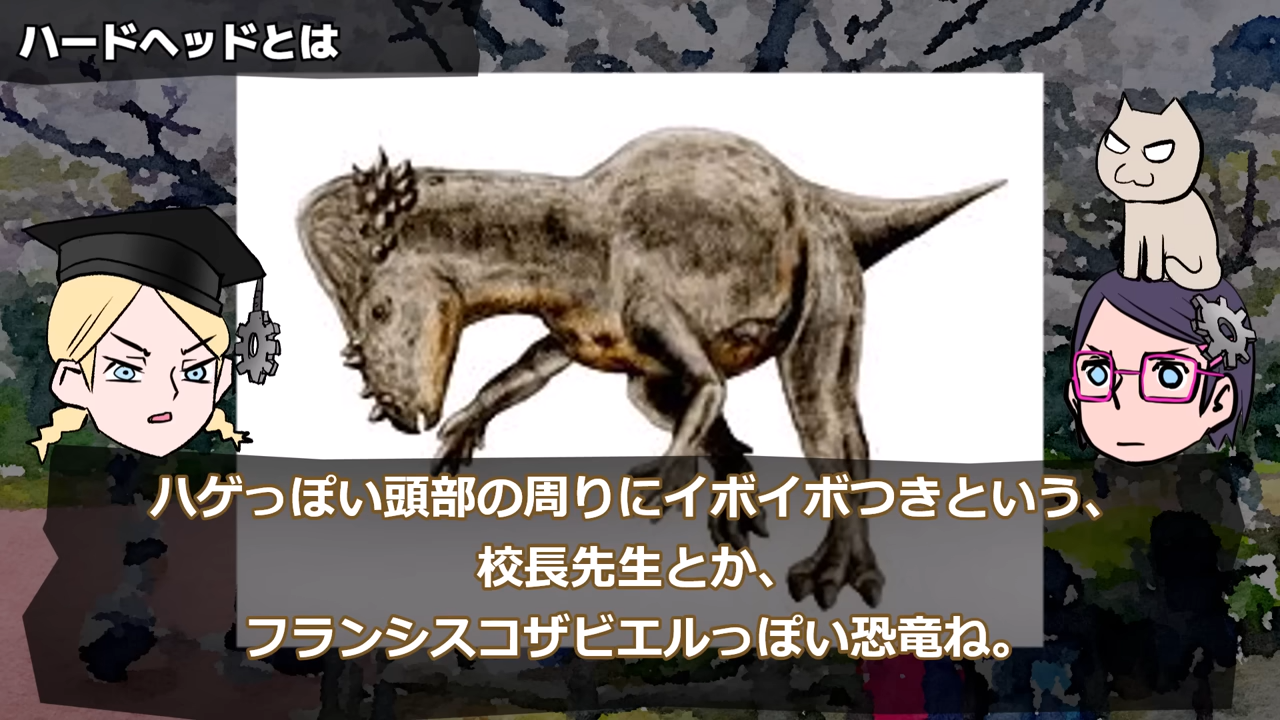 ハードヘッドとは
ハゲっぽい頭部の周りにイボイボつきという、
校長先生とか、
フランシスコザビエルっぽい恐竜ね。